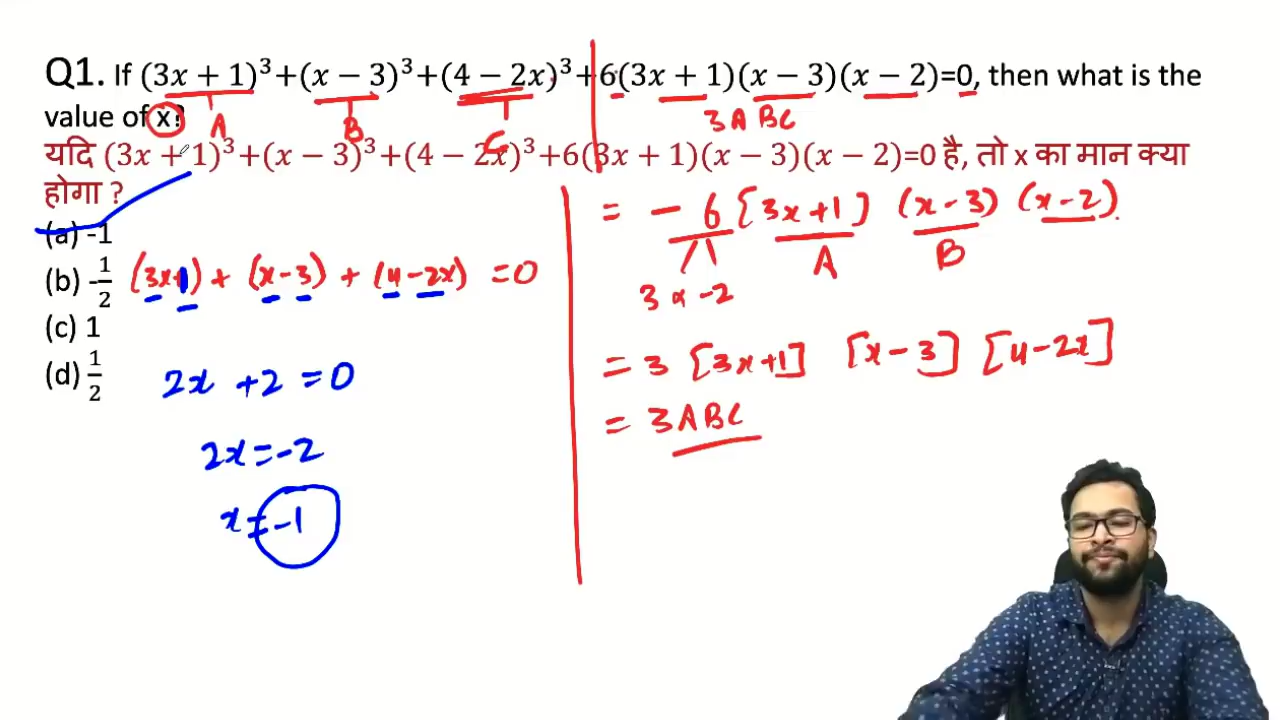 Q1. If (3x + 1)³+(x − 3)³+(4 − 2x)³+6(3x + 1)(x − 3)(x − 2)=0, then what is the
value of x?
A B C 3ABC
यदि (3x + 1)³+(x − 3)³+(4 − 2x)³+6(3x + 1)(x − 3)(x − 2)=0 है, तो x का मान क्या
होगा ?
(a) -1
(b) -1/2
(c) 1
(d) 1/2
(3x+1) + (x-3) + (4-2x) = 0
2x +2 = 0
2x = -2
x = -1
= - 6 [3x+1] (x-3) (x-2).
A B
3 x -2
= 3 [3x+1] [x-3] [4-2x]
= 3ABC